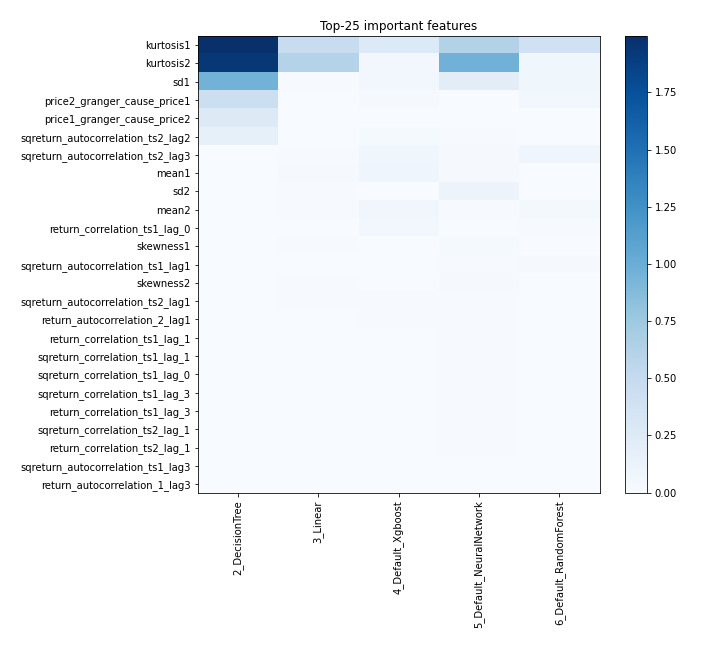 Top-25 important features
kurtosis1
kurtosis2
sd1
price2_granger_cause_price1
price1_granger_cause_price2
sqreturn_autocorrelation_ts2_lag2
sqreturn_autocorrelation_ts2_lag3
mean1
sd2
mean2
return_correlation_ts1_lag_0
skewness1
sqreturn_autocorrelation_ts1_lag1
skewness2
sqreturn_autocorrelation_ts2_lag1
return_autocorrelation_2_lag1
return_correlation_ts1_lag_1
sqreturn_correlation_ts1_lag_1
sqreturn_correlation_ts1_lag_0
sqreturn_correlation_ts1_lag_3
return_correlation_ts1_lag_3
sqreturn_correlation_ts2_lag_1
return_correlation_ts2_lag_1
sqreturn_autocorrelation_ts1_lag3
return_autocorrelation_1_lag3
2_DecisionTree
3_Linear
4_Default_Xgboost
5_Default_NeuralNetwork
6_Default_RandomForest
1.75
1.50
1.25
1.00
0.75
0.50
0.25
0.00